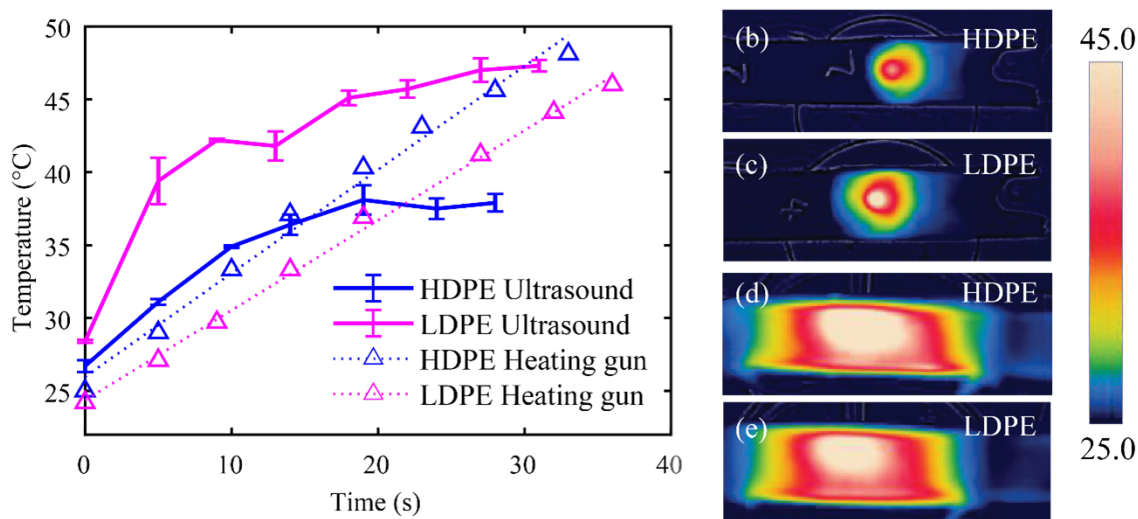 50
45
40
35
30
25
Temperature (°C)
0
10
20
30
40
Time (s)
HDPE Ultrasound
LDPE Ultrasound
HDPE Heating gun
LDPE Heating gun
(b) HDPE
(c) LDPE
(d) HDPE
(e) LDPE
45.0
25.0